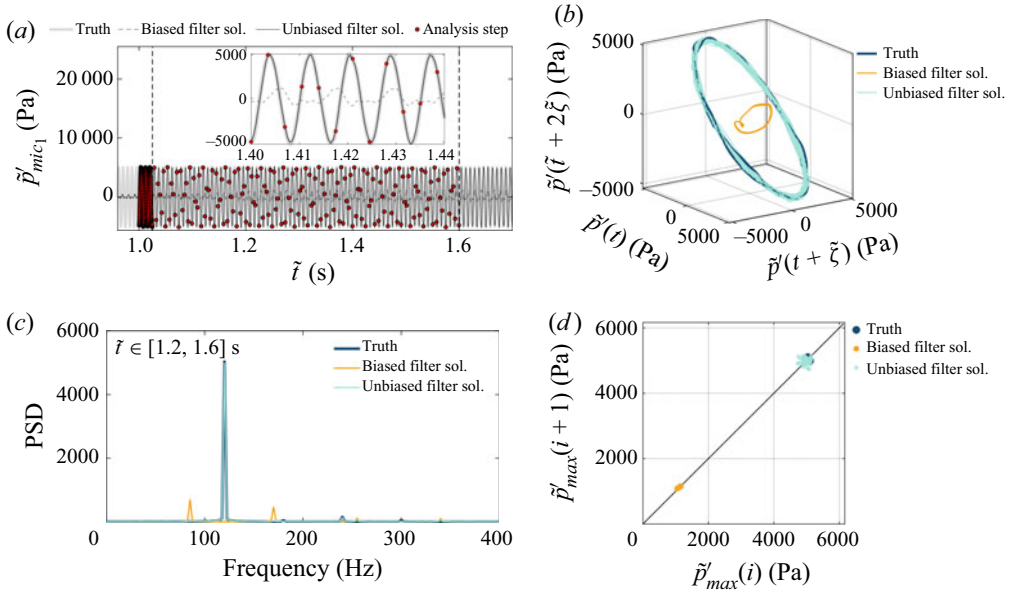 (a)
Truth Biased filter sol. Unbiased filter sol. Analysis step
p̃′mic1 (Pa)
20 000
10 000
0
5000
0
−5000
1.40 1.41 1.42 1.43 1.44
1.0 1.2 1.4 1.6
t̃ (s)
(b)
Truth
Biased filter sol.
Unbiased filter sol.
p̃′(t̃ + 2ζ̃) (Pa)
5000
0
−5000
p̃′(t) (Pa)
0
5000
−5000
0
5000
p̃′(t + ζ̃) (Pa)
(c)
t̃ ∈ [1.2, 1.6] s
Truth
Biased filter sol.
Unbiased filter sol.
PSD
6000
4000
2000
0 100 200 300 400
Frequency (Hz)
(d)
Truth
Biased filter sol.
Unbiased filter sol.
p̃′max(i + 1) (Pa)
6000
4000
2000
0 2000 4000 6000
p̃′max(i) (Pa)